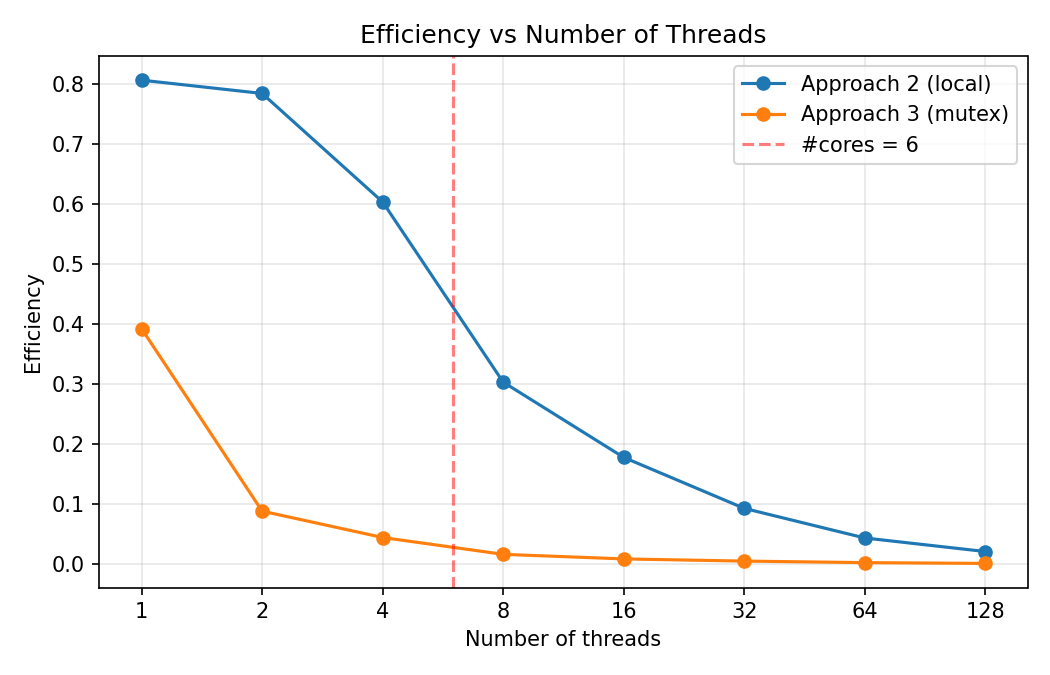 Efficiency vs Number of Threads
Approach 2 (local)
Approach 3 (mutex)
#cores = 6
Efficiency
0.8
0.7
0.6
0.5
0.4
0.3
0.2
0.1
0.0
1 2 4 8 16 32 64 128
Number of threads